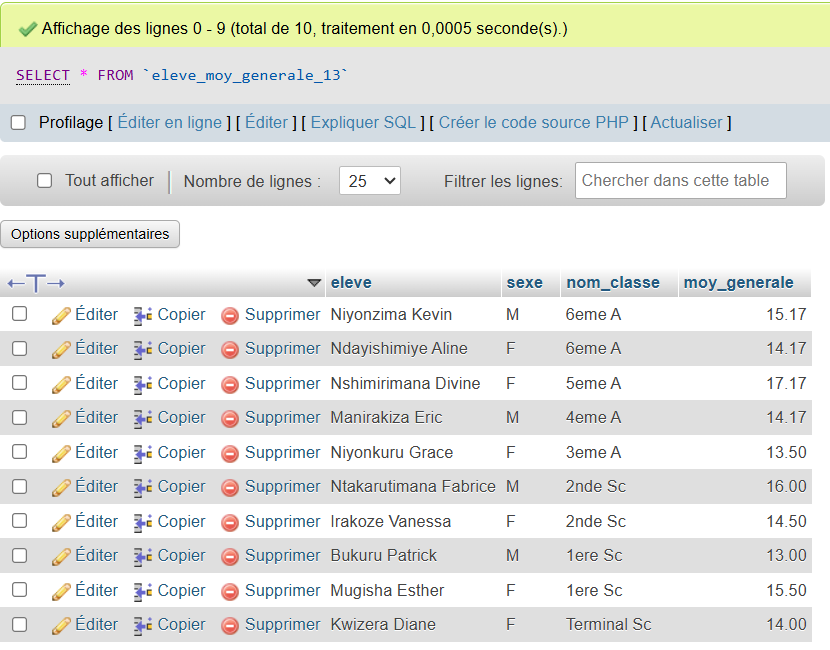 Affichage des lignes 0 - 9 (total de 10, traitement en 0,0005 seconde(s).)
SELECT * FROM `eleve_moy_generale_13`
Profilage [ Éditer en ligne ] [ Éditer ] [ Expliquer SQL ] [ Créer le code source PHP ] [ Actualiser ]
Tout afficher | Nombre de lignes : 25 Filtrer les lignes: Chercher dans cette table
Options supplémentaires
←T→ eleve sexe nom_classe moy_generale
Éditer Copier Supprimer Niyonzima Kevin M 6eme A 15.17
Éditer Copier Supprimer Ndayishimiye Aline F 6eme A 14.17
Éditer Copier Supprimer Nshimirimana Divine F 5eme A 17.17
Éditer Copier Supprimer Manirakiza Eric M 4eme A 14.17
Éditer Copier Supprimer Niyonkuru Grace F 3eme A 13.50
Éditer Copier Supprimer Ntakarutimana Fabrice M 2nde Sc 16.00
Éditer Copier Supprimer Irakoze Vanessa F 2nde Sc 14.50
Éditer Copier Supprimer Bukuru Patrick M 1ere Sc 13.00
Éditer Copier Supprimer Mugisha Esther F 1ere Sc 15.50
Éditer Copier Supprimer Kwizera Diane F Terminal Sc 14.00